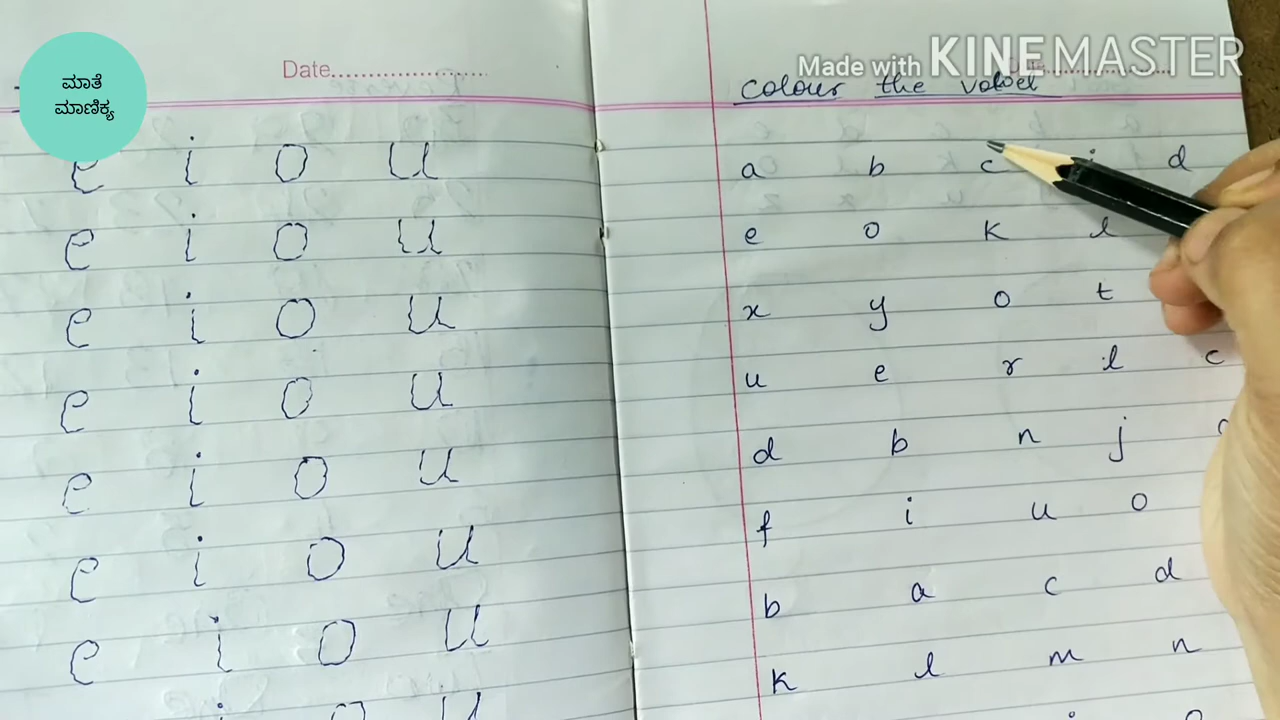 ಮಾತೆ
ಮಾಣಿಕ್ಯ
Date
e i o u
e i o u
e i o u
e i o u
e i o u
e i o u
e i o u
Made with KINEMASTER
colour the vowel
a b c i d
e o k l
x y o t
u e r l c
d b n j
f i u o
b a c d
k l m n